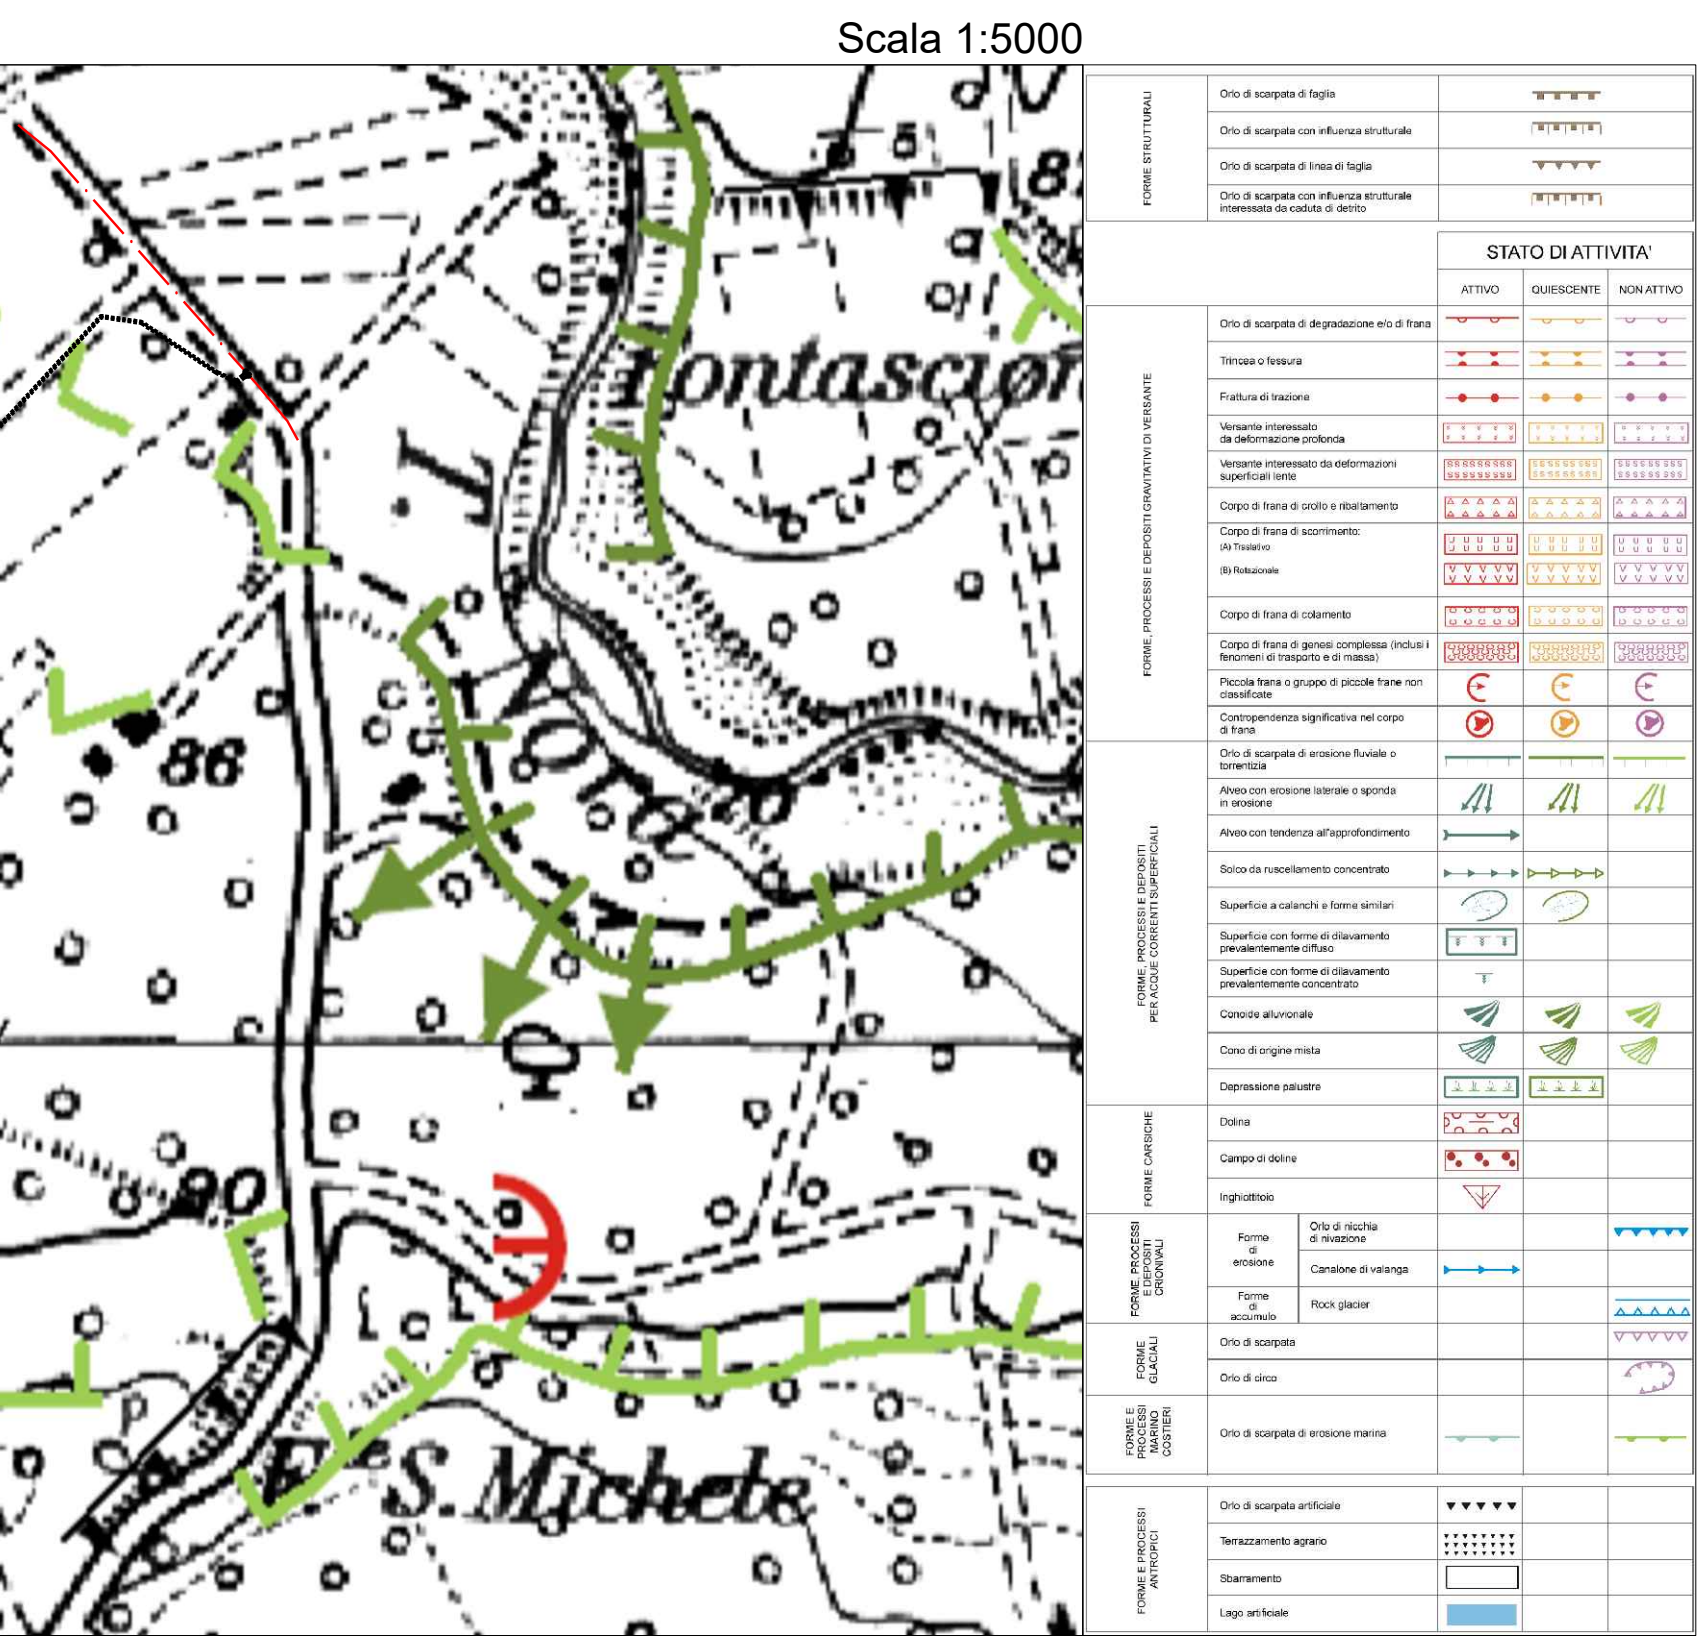 Scala 1:5000
86
90
S. Michele
FORME STRUTTURALI
Orlo di scarpata di faglia
Orlo di scarpata con influenza strutturale
Orlo di scarpata di linea di faglia
Orlo di scarpata con influenza strutturale
interessata da caduta di detrito
STATO DI ATTIVITA'
ATTIVO
QUIESCENTE
NON ATTIVO
FORME, PROCESSI E DEPOSITI GRAVITATIVI DI VERSANTE
Orlo di scarpata di degradazione e/o di frana
Trincea o fessura
Frattura di trazione
Versante interessato
da deformazione profonda
Versante interessato da deformazioni
superficiali lente
Corpo di frana di crollo e ribaltamento
Corpo di frana di scorrimento:
(A) Traslativo
(B) Rotazionale
Corpo di frana di colamento
Corpo di frana di genesi complessa (inclusi i
fenomeni di trasporto e di massa)
Piccola frana o gruppo di piccole frane non
classificate
Contropendenza significativa nel corpo
di frana
FORME, PROCESSI E DEPOSITI
PER ACQUE CORRENTI SUPERFICIALI
Orlo di scarpata di erosione fluviale o
torrentizia
Alveo con erosione laterale o sponda
in erosione
Alveo con tendenza all'approfondimento
Solco da ruscellamento concentrato
Superficie a calanchi e forme similari
Superficie con forme di dilavamento
prevalentemente diffuso
Superficie con forme di dilavamento
prevalentemente concentrato
Conoide alluvionale
Cono di origine mista
Depressione palustre
FORME CARSICHE
Dolina
Campo di doline
Inghiottitoio
FORME, PROCESSI
E DEPOSITI
CRIONIVALI
Forme
di
erosione
Orlo di nicchia
di nivazione
Canalone di valanga
Forme
di
accumulo
Rock glacier
FORME
GLACIALI
Orlo di scarpata
Orlo di circo
FORME E
PROCESSI
MARINO
COSTIERI
Orlo di scarpata di erosione marina
FORME E PROCESSI
ANTROPICI
Orlo di scarpata artificiale
Terrazzamento agrario
Sbarramento
Lago artificiale